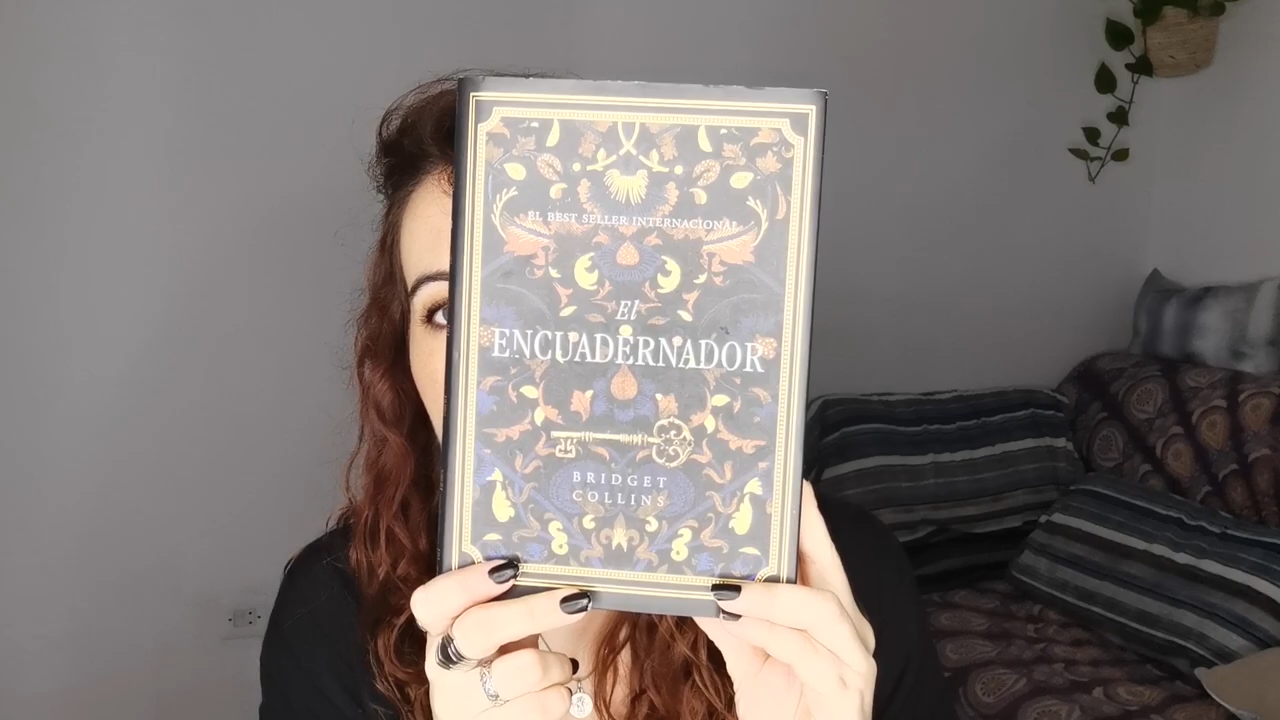 EL BEST SELLER INTERNACIONAL
El
ENCUADERNADOR
BRIDGET
COLLINS